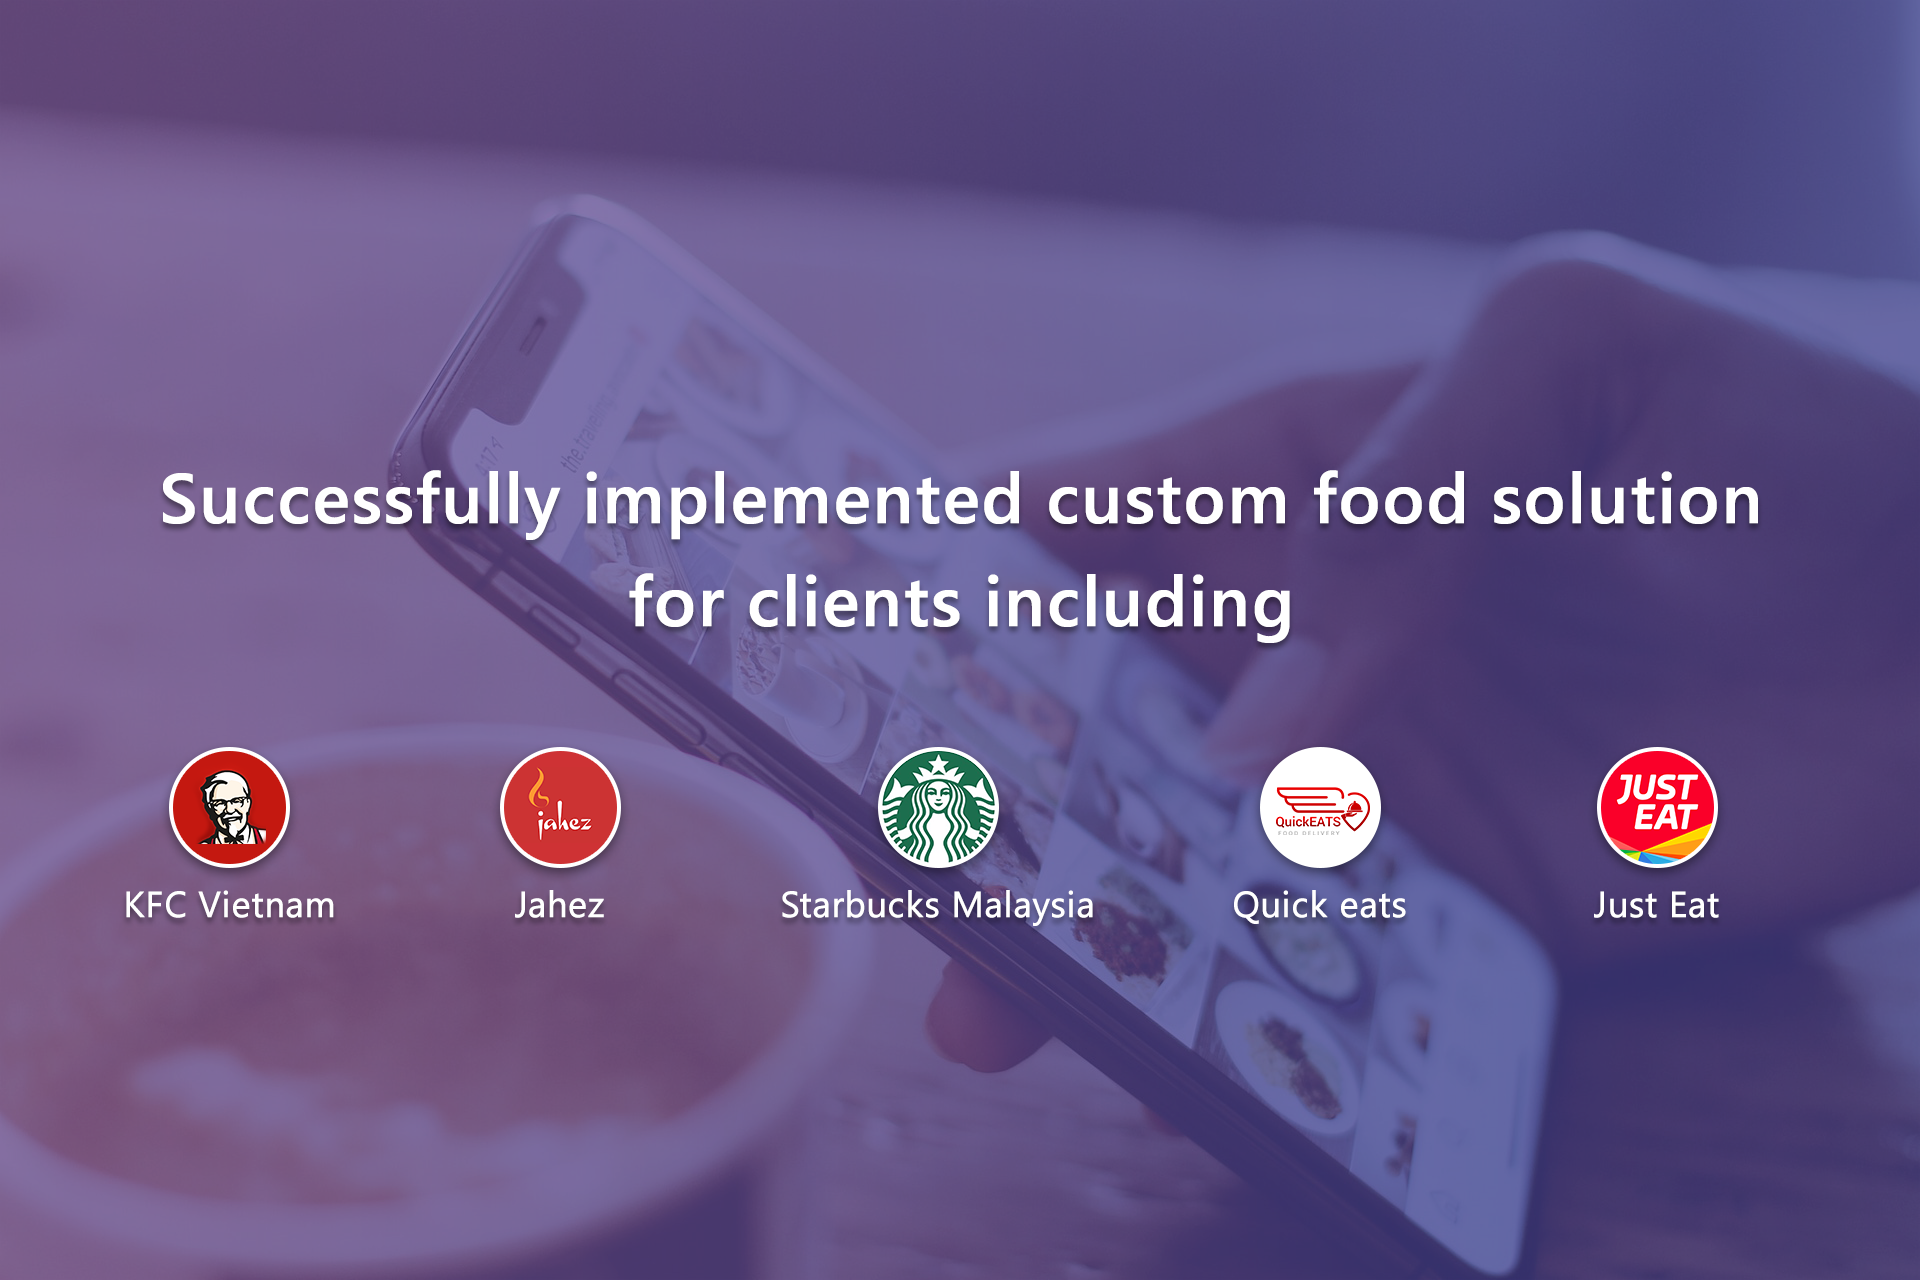 Successfully implemented custom food solution
for clients including
jahez
QuickEATS
FOOD DELIVERY
JUST
EAT
KFC Vietnam
Jahez
Starbucks Malaysia
Quick eats
Just Eat